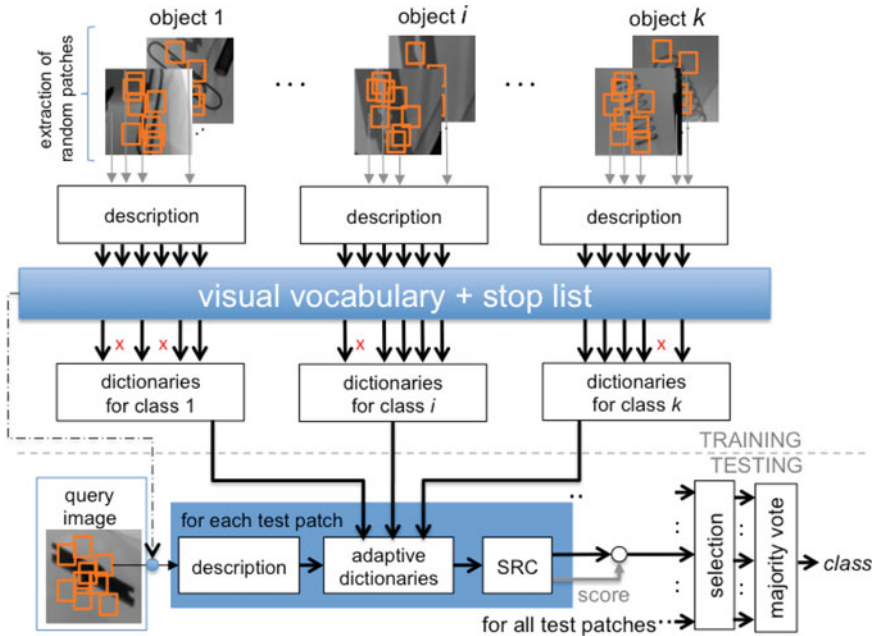 object 1
object i
object k
extraction of
random patches
...
...
description
description
description
visual vocabulary + stop list
x
x
x
x
dictionaries
for class 1
dictionaries
for class i
dictionaries
for class k
TRAINING
TESTING
query
image
for each test patch
description
adaptive
dictionaries
SRC
score
for all test patches
selection
majority vote
class